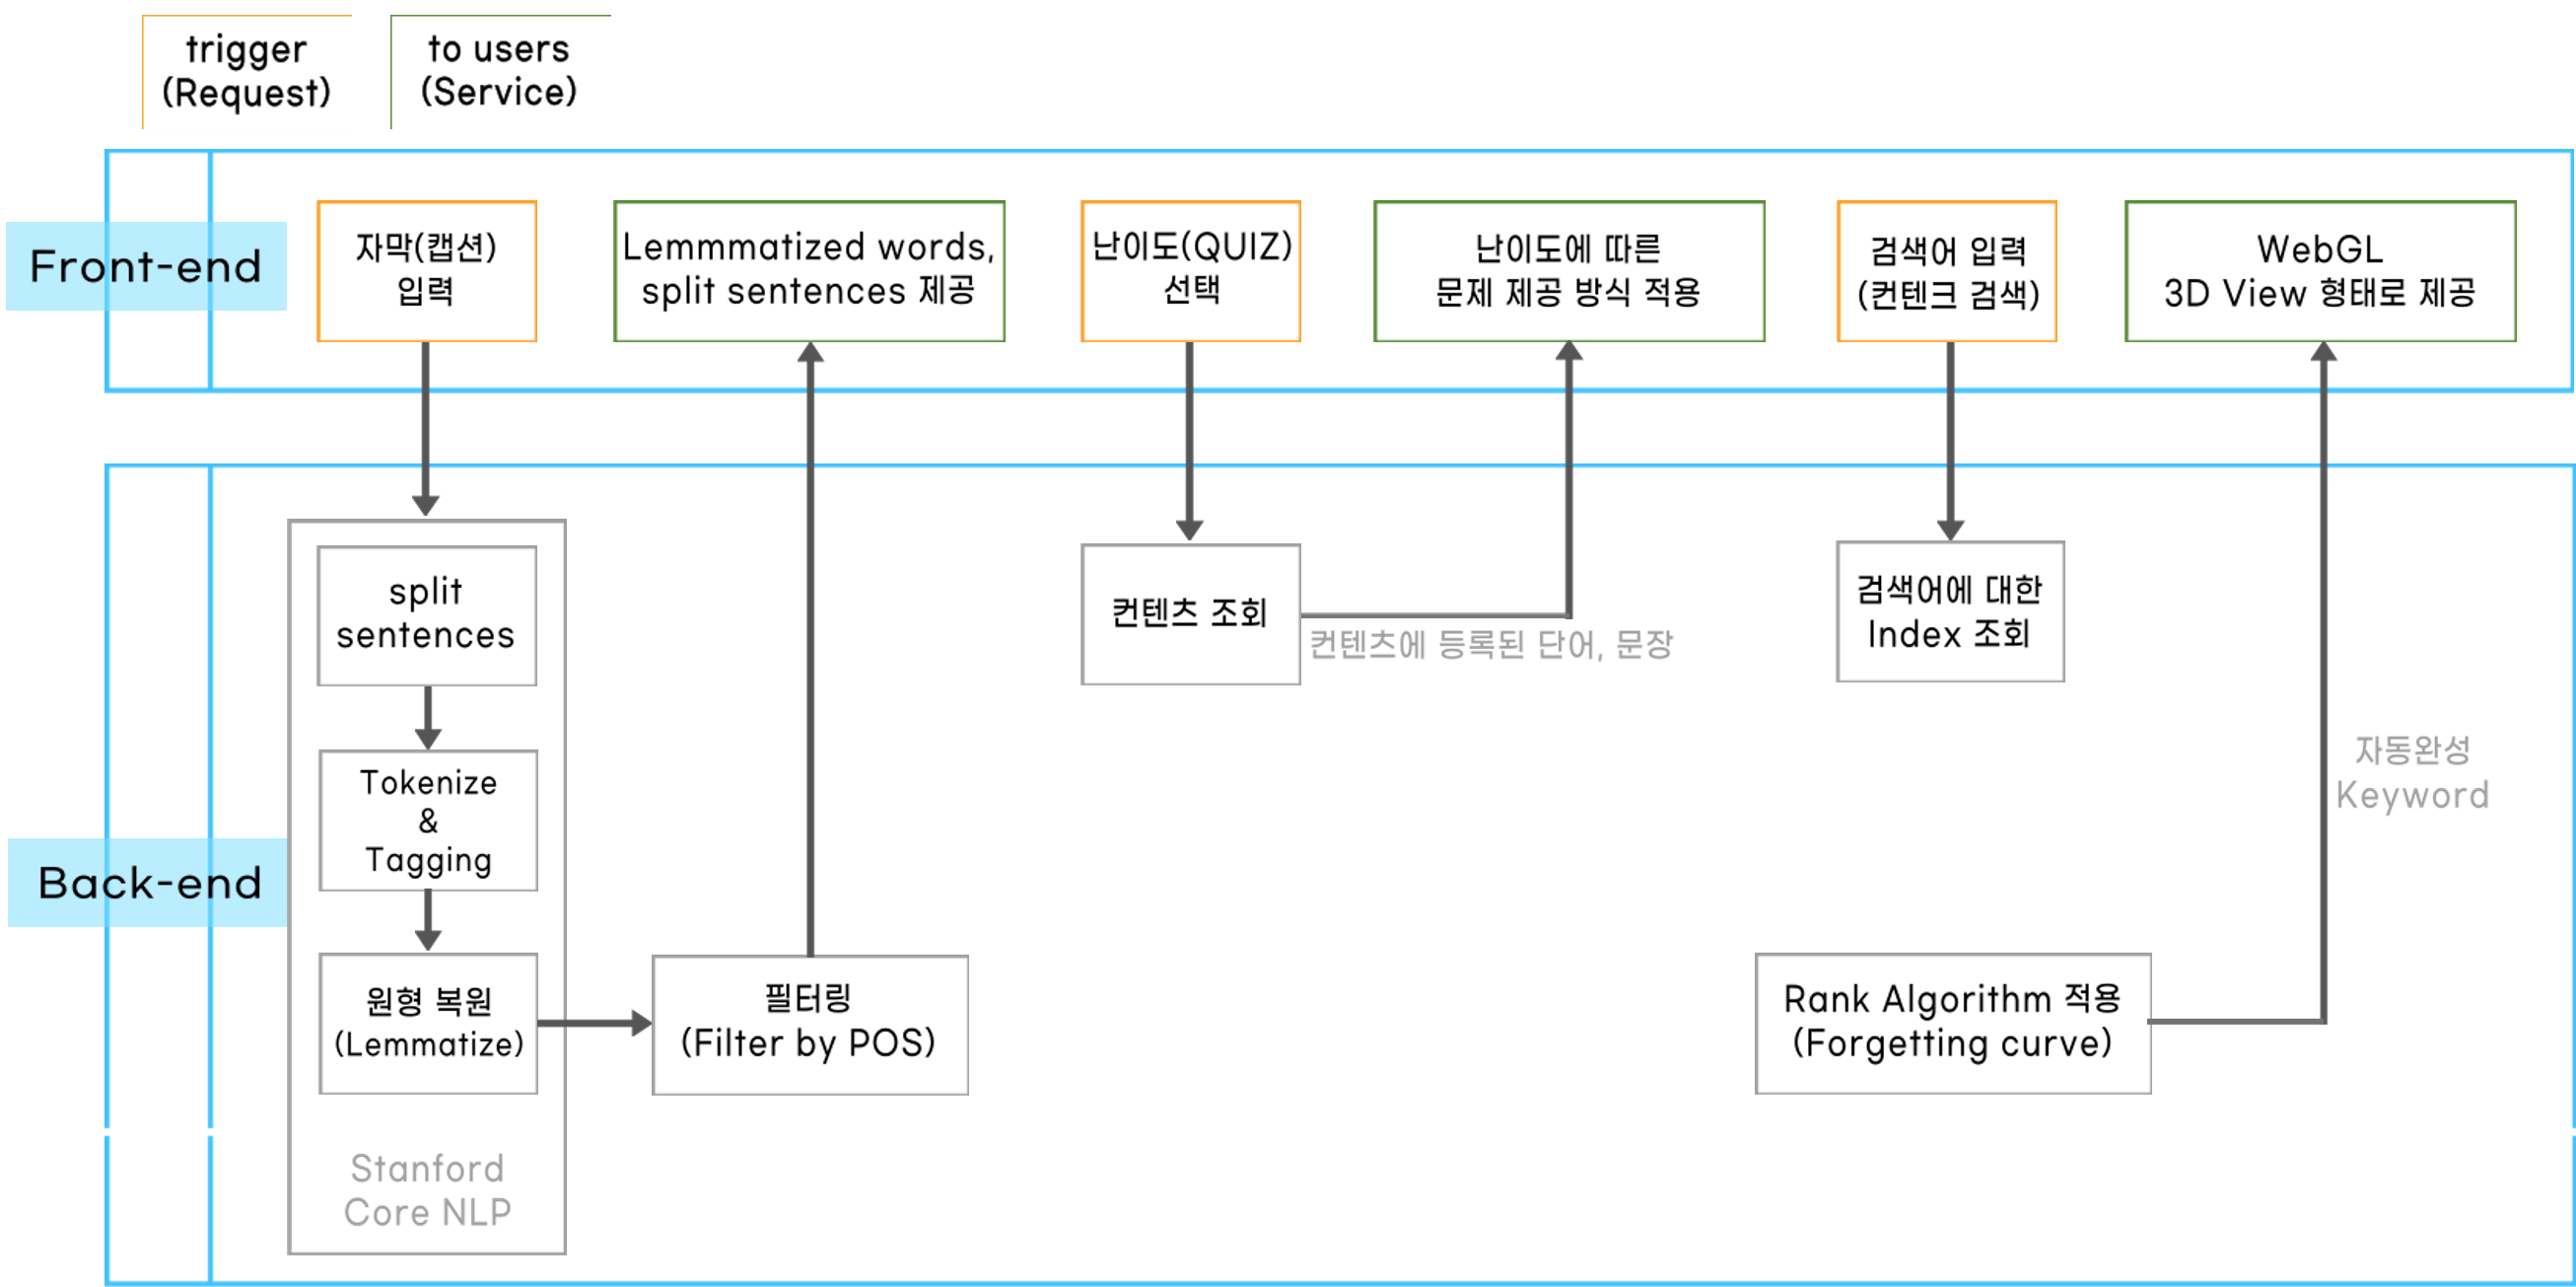 trigger
(Request)
to users
(Service)
Front-end
자막(캡션)
입력
Lemmmatized words,
split sentences 제공
난이도(QUIZ)
선택
난이도에 따른
문제 제공 방식 적용
검색어 입력
(컨텐크 검색)
WebGL
3D View 형태로 제공
Back-end
split
sentences
Tokenize
&
Tagging
원형 복원
(Lemmatize)
Stanford
Core NLP
필터링
(Filter by POS)
컨텐츠 조회
컨텐츠에 등록된 단어, 문장
검색어에 대한
Index 조회
Rank Algorithm 적용
(Forgetting curve)
자동완성
Keyword